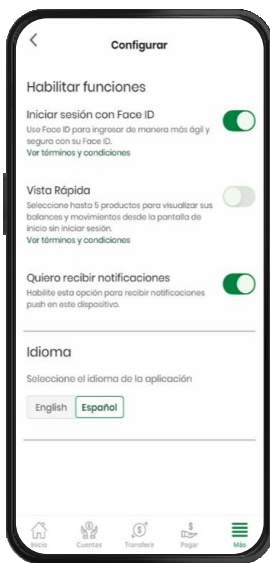 Configurar
Habilitar funciones
Iniciar sesión con Face ID
Use Face ID para ingresar de manera más ágil y
segura con su Face ID.
Ver términos y condiciones
Vista Rápida
Seleccione hasta 5 productos para visualizar sus
balances y movimientos desde la pantalla de
inicio sin iniciar sesión.
Ver términos y condiciones
Quiero recibir notificaciones
Habilite esta opción para recibir notificaciones
push en este dispositivo.
Idioma
Seleccione el idioma de la aplicación
English Español
Inicio Cuentas Transferir Pagar Más